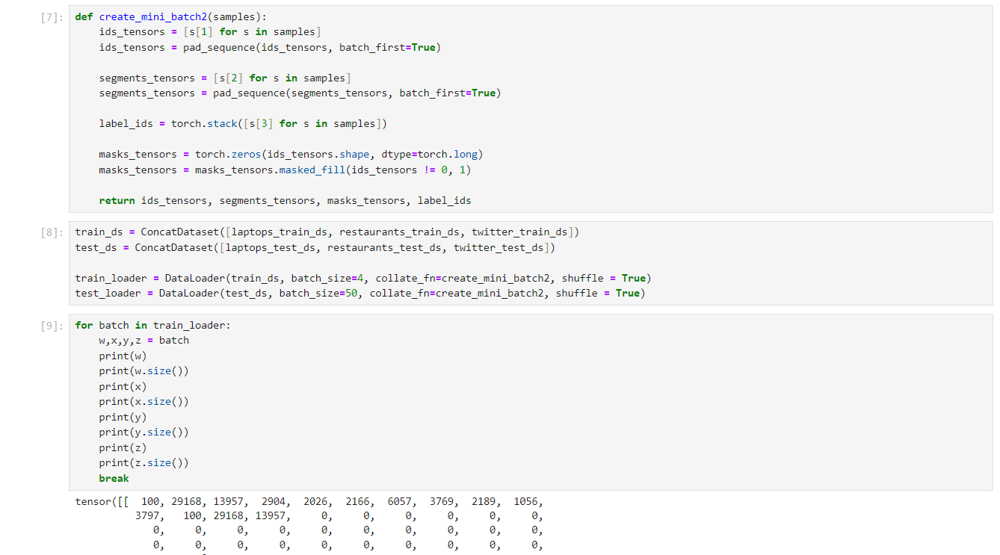 [7]: def create_mini_batch2(samples):
    ids_tensors = [s[1] for s in samples]
    ids_tensors = pad_sequence(ids_tensors, batch_first=True)

    segments_tensors = [s[2] for s in samples]
    segments_tensors = pad_sequence(segments_tensors, batch_first=True)

    label_ids = torch.stack([s[3] for s in samples])

    masks_tensors = torch.zeros(ids_tensors.shape, dtype=torch.long)
    masks_tensors = masks_tensors.masked_fill(ids_tensors != 0, 1)

    return ids_tensors, segments_tensors, masks_tensors, label_ids
[8]: train_ds = ConcatDataset([laptops_train_ds, restaurants_train_ds, twitter_train_ds])
test_ds = ConcatDataset([laptops_test_ds, restaurants_test_ds, twitter_test_ds])

train_loader = DataLoader(train_ds, batch_size=4, collate_fn=create_mini_batch2, shuffle = True)
test_loader = DataLoader(test_ds, batch_size=50, collate_fn=create_mini_batch2, shuffle = True)
[9]: for batch in train_loader:
    w,x,y,z = batch
    print(w)
    print(w.size())
    print(x)
    print(x.size())
    print(y)
    print(y.size())
    print(z)
    print(z.size())
    break
tensor([[  100, 29168, 13957,  2904,  2026,  2166,  6057,  3769,  2189,  1056,
          3797,   100, 29168, 13957,     0,     0,     0,     0,     0,     0,
             0,     0,     0,     0,     0,     0,     0,     0,     0,     0,
             0,     0,     0,     0,     0,     0,     0,     0,     0,     0,